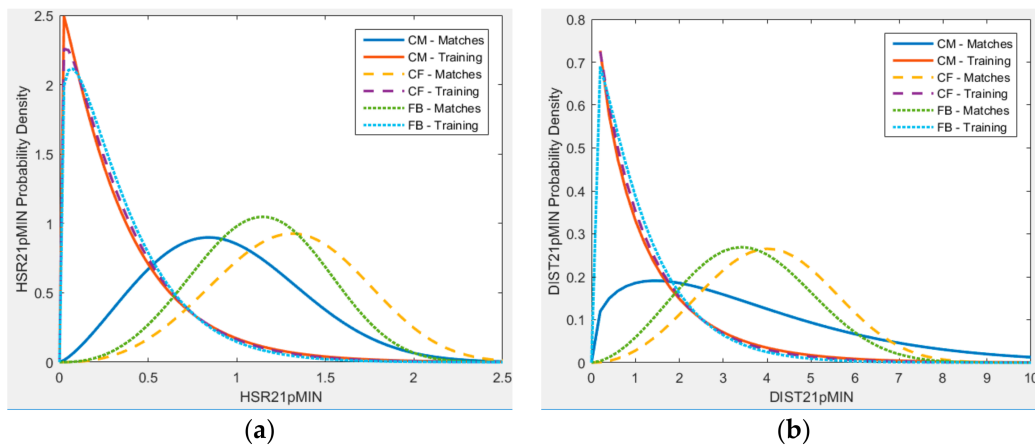 2.5
2
1.5
1
0.5
0
HSR21pMIN Probability Density
CM - Matches
CM - Training
CF - Matches
CF - Training
FB - Matches
FB - Training
0 0.5 1 1.5 2 2.5
HSR21pMIN
(a)
0.8
0.7
0.6
0.5
0.4
0.3
0.2
0.1
0
DIST21pMIN Probability Density
CM - Matches
CM - Training
CF - Matches
CF - Training
FB - Matches
FB - Training
0 1 2 3 4 5 6 7 8 9 10
DIST21pMIN
(b)